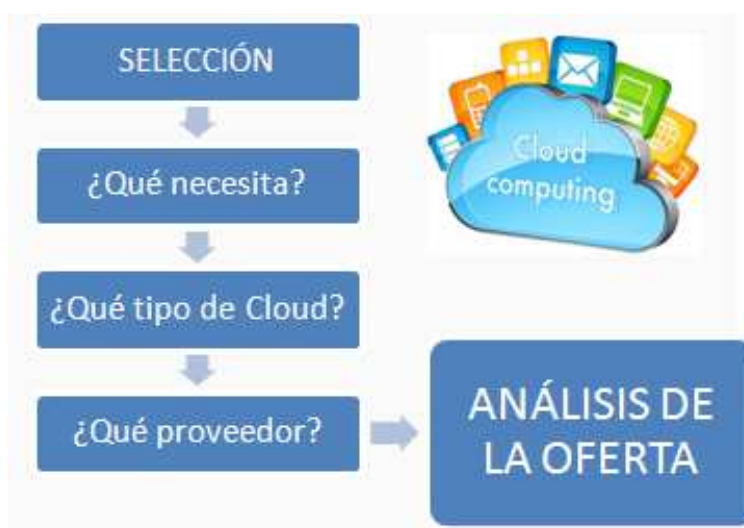 SELECCIÓN
¿Qué necesita?
¿Qué tipo de Cloud?
¿Qué proveedor?
Cloud
computing
ANÁLISIS DE
LA OFERTA